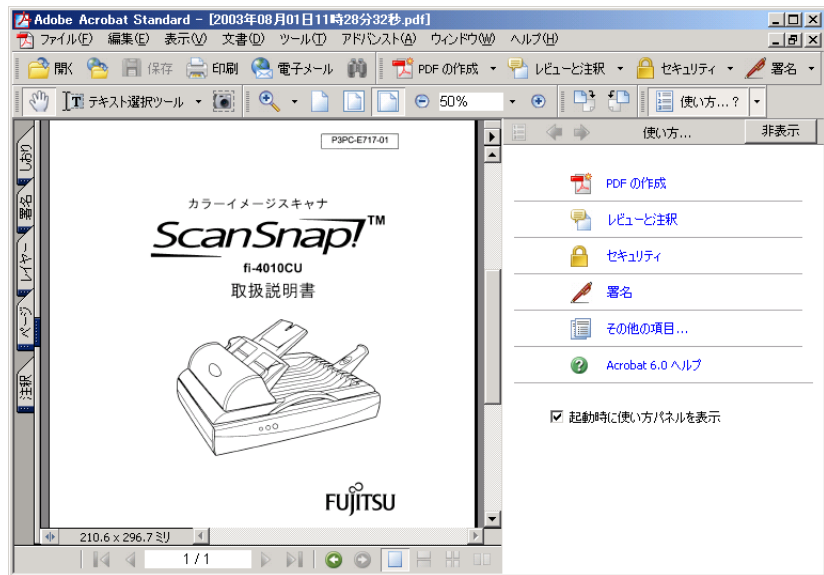 Adobe Acrobat Standard - [2003年08月01日11時28分32秒.pdf]
ファイル(F) 編集(E) 表示(V) 文書(D) ツール(T) アドバンスト(A) ウィンドウ(W) ヘルプ(H)
開く 保存 印刷 電子メール PDF の作成 レビューと注釈 セキュリティ 署名
テキスト選択ツール 50% 使い方...?
しおり
署名
レイヤー
ページ
注釈
P3PC-E717-01
カラーイメージスキャナ
ScanSnap!™
fi-4010CU
取扱説明書
FUJITSU
210.6 x 296.7 ミリ
1 / 1
使い方... 非表示
PDF の作成
レビューと注釈
セキュリティ
署名
その他の項目...
Acrobat 6.0 ヘルプ
起動時に使い方パネルを表示